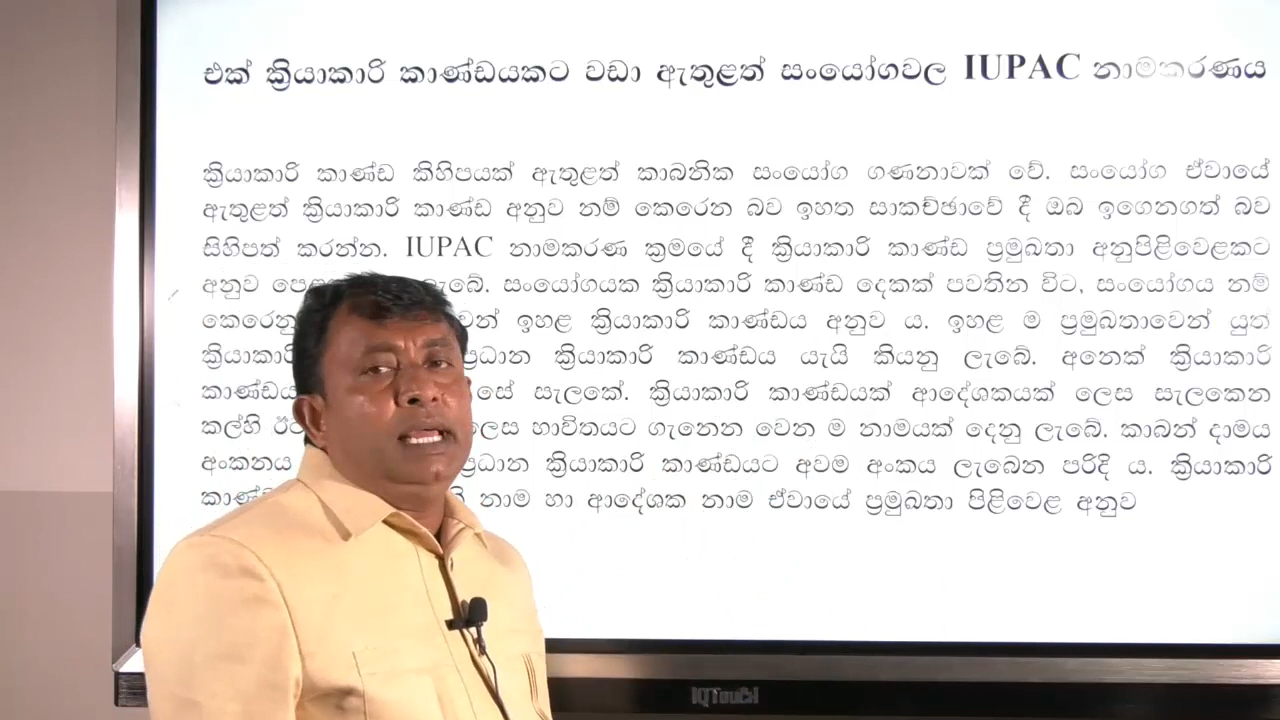 එක් ක්‍රියාකාරී කාණ්ඩයකට වඩා ඇතුළත් සංයෝගවල IUPAC නාමකරණය
ක්‍රියාකාරී කාණ්ඩ කිහිපයක් ඇතුළත් කාබනික සංයෝග ගණනාවක් වේ. සංයෝග ඒවායේ
ඇතුළත් ක්‍රියාකාරී කාණ්ඩ අනුව නම් කෙරෙන බව ඉහත සාකච්ඡාවේ දී ඔබ ඉගෙනගත් බව
සිහිපත් කරන්න. IUPAC නාමකරණ ක්‍රමයේ දී ක්‍රියාකාරී කාණ්ඩ ප්‍රමුඛතා අනුපිළිවෙළකට
අනුව ලැබේ. සංයෝගයක ක්‍රියාකාරී කාණ්ඩ දෙකක් පවතින විට, සංයෝගය නම්
කෙරෙනු ඉහළ ක්‍රියාකාරී කාණ්ඩය අනුව ය. ඉහළ ම ප්‍රමුඛතාවෙන් යුත්
ක්‍රියාකාරී ප්‍රධාන ක්‍රියාකාරී කාණ්ඩය යැයි කියනු ලැබේ. අනෙක් ක්‍රියාකාරී
කාණ්ඩය සේ සැලකේ. ක්‍රියාකාරී කාණ්ඩයක් ආදේශකයක් ලෙස සැලකෙන
කල්හි ලෙස භාවිතයට ගැනෙන වෙන ම නාමයක් දෙනු ලැබේ. කාබන් දාමය
අංකනය ප්‍රධාන ක්‍රියාකාරී කාණ්ඩයට අවම අංකය ලැබෙන පරිදි ය. ක්‍රියාකාරී
නාම හා ආදේශක නාම ඒවායේ ප්‍රමුඛතා පිළිවෙළ අනුව
IQTouch